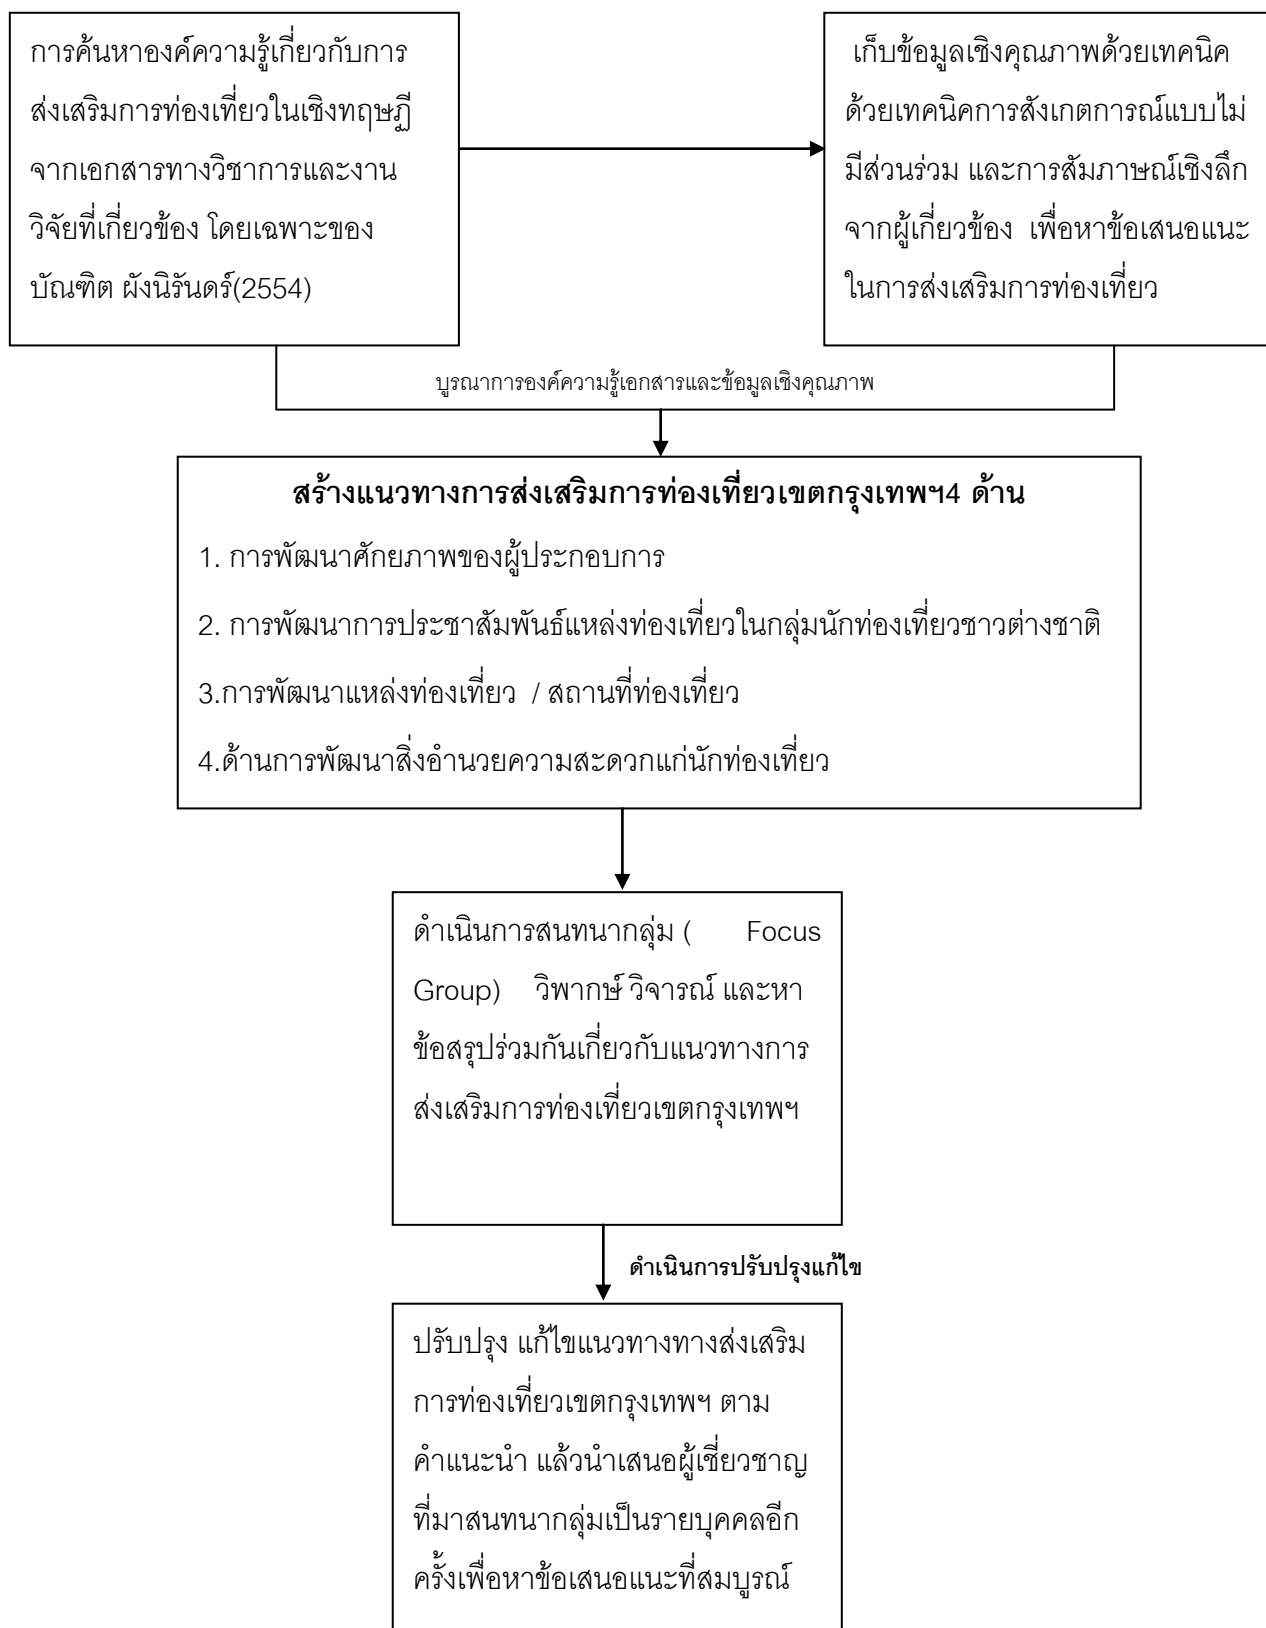 การค้นหาองค์ความรู้เกี่ยวกับการ
ส่งเสริมการท่องเที่ยวในเชิงทฤษฏี
จากเอกสารทางวิชาการและงาน
วิจัยที่เกี่ยวข้อง โดยเฉพาะของ
บัณฑิต ผังนิรันดร์(2554)
เก็บข้อมูลเชิงคุณภาพด้วยเทคนิค
ด้วยเทคนิคการสังเกตการณ์แบบไม่
มีส่วนร่วม และการสัมภาษณ์เชิงลึก
จากผู้เกี่ยวข้อง เพื่อหาข้อเสนอแนะ
ในการส่งเสริมการท่องเที่ยว
บูรณาการองค์ความรู้เอกสารและข้อมูลเชิงคุณภาพ
สร้างแนวทางการส่งเสริมการท่องเที่ยวเขตกรุงเทพฯ4 ด้าน
1. การพัฒนาศักยภาพของผู้ประกอบการ
2. การพัฒนาการประชาสัมพันธ์แหล่งท่องเที่ยวในกลุ่มนักท่องเที่ยวชาวต่างชาติ
3.การพัฒนาแหล่งท่องเที่ยว / สถานที่ท่องเที่ยว
4.ด้านการพัฒนาสิ่งอำนวยความสะดวกแก่นักท่องเที่ยว
ดำเนินการสนทนากลุ่ม ( Focus
Group) วิพากษ์ วิจารณ์ และหา
ข้อสรุปร่วมกันเกี่ยวกับแนวทางการ
ส่งเสริมการท่องเที่ยวเขตกรุงเทพฯ
ดำเนินการปรับปรุงแก้ไข
ปรับปรุง แก้ไขแนวทางทางส่งเสริม
การท่องเที่ยวเขตกรุงเทพฯ ตาม
คำแนะนำ แล้วนำเสนอผู้เชี่ยวชาญ
ที่มาสนทนากลุ่มเป็นรายบุคคลอีก
ครั้งเพื่อหาข้อเสนอแนะที่สมบูรณ์